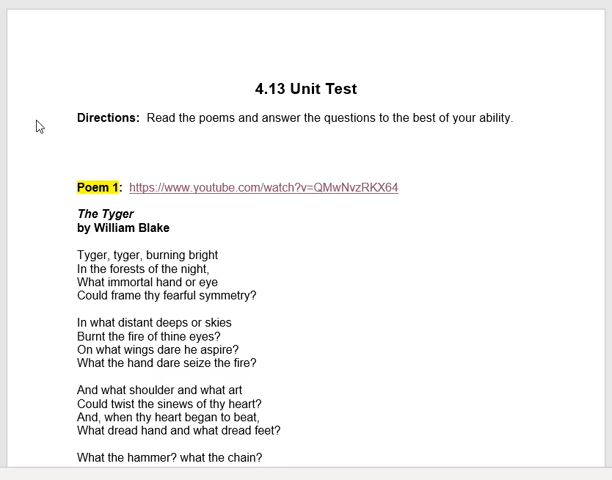 4.13 Unit Test
Directions: Read the poems and answer the questions to the best of your ability.
Poem 1: https://www.youtube.com/watch?v=QMwNvzRKX64
The Tyger
by William Blake
Tyger, tyger, burning bright
In the forests of the night,
What immortal hand or eye
Could frame thy fearful symmetry?
In what distant deeps or skies
Burnt the fire of thine eyes?
On what wings dare he aspire?
What the hand dare seize the fire?
And what shoulder and what art
Could twist the sinews of thy heart?
And, when thy heart began to beat,
What dread hand and what dread feet?
What the hammer? what the chain?